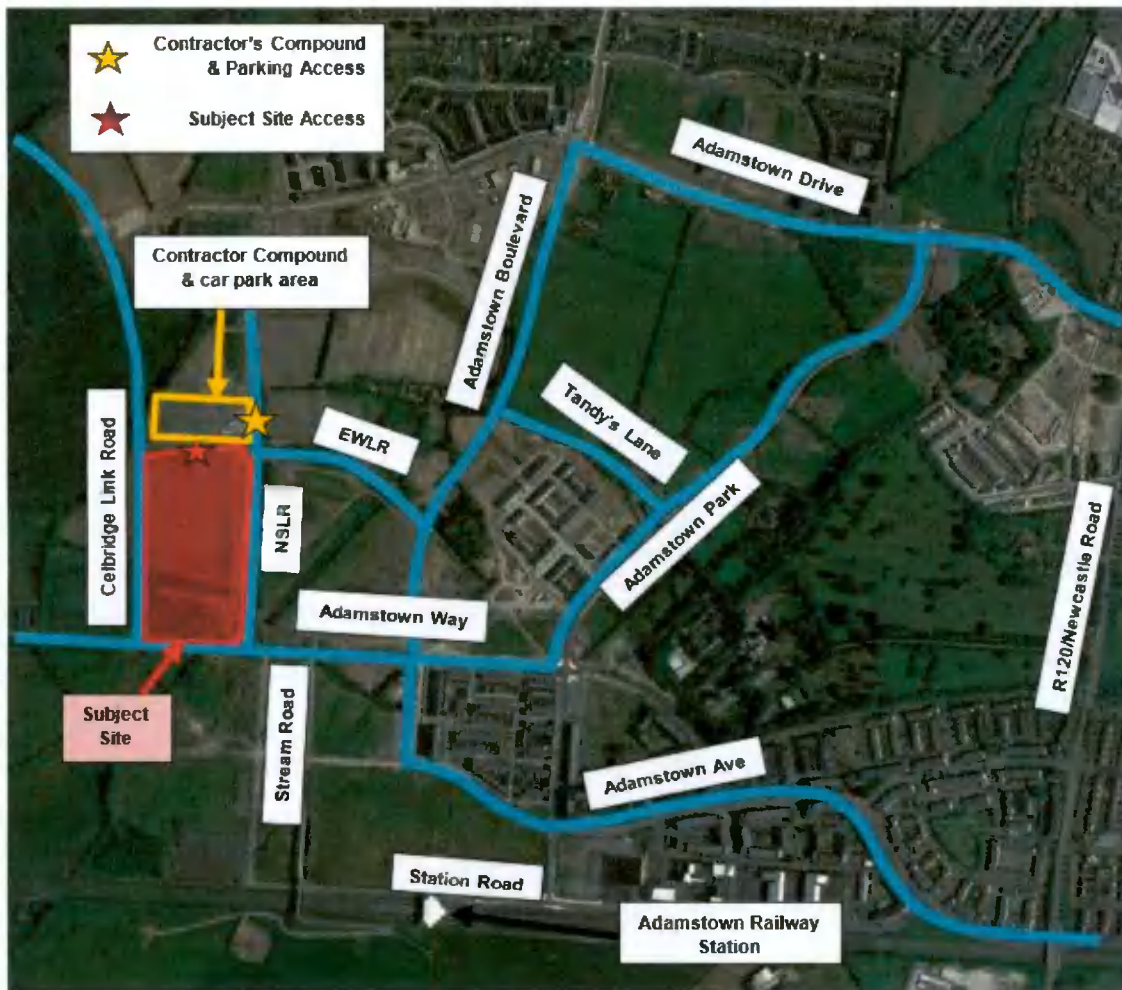 Contractor's Compound
& Parking Access
Subject Site Access
Adamstown Drive
Contractor Compound
& car park area
Adamstown Boulevard
Tandy's Lane
EWLR
Celbridge Link Road
NSLR
Adamstown Park
R120/Newcastle Road
Adamstown Way
Subject
Site
Stream Road
Adamstown Ave
Station Road
Adamstown Railway
Station